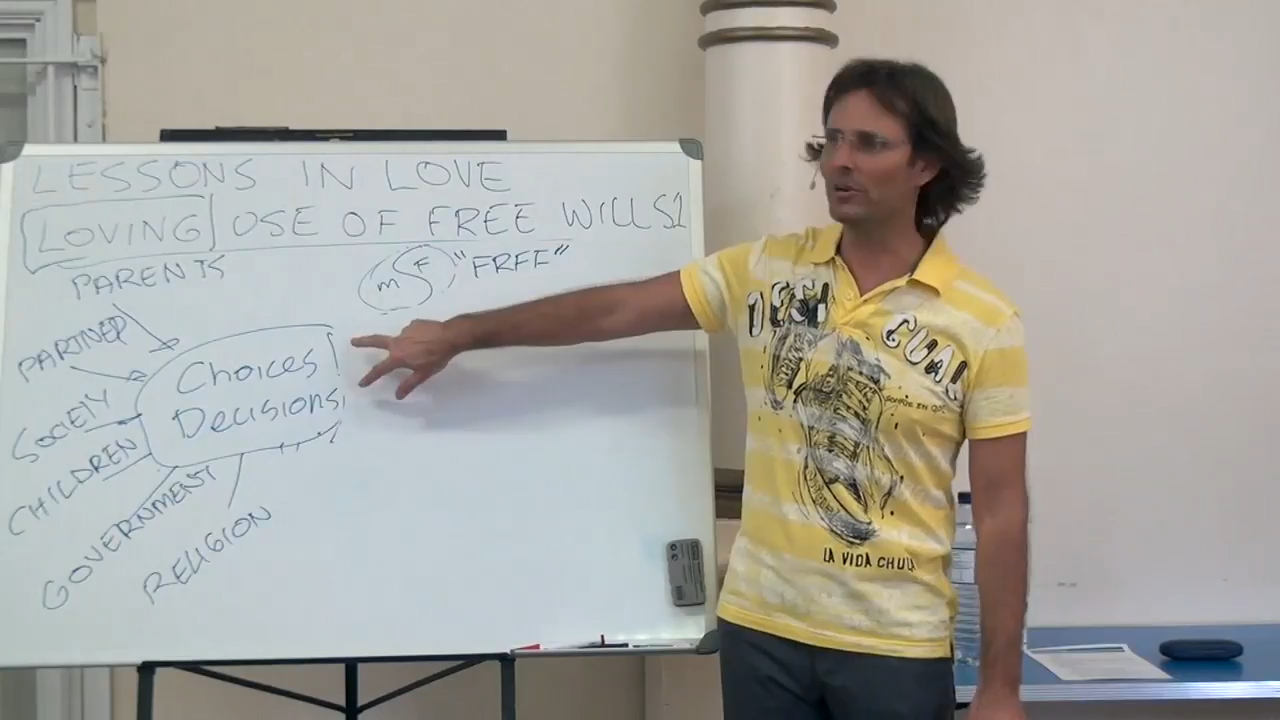 LESSONS IN LOVE
LOVING USE OF FREE WILLS1
PARENTS
m F "FREE"
PARTNER
Choices
Decisions
SOCIETY
CHILDREN
GOVERNMENT
RELIGION
DESI
GUAL
LA VIDA CHULA